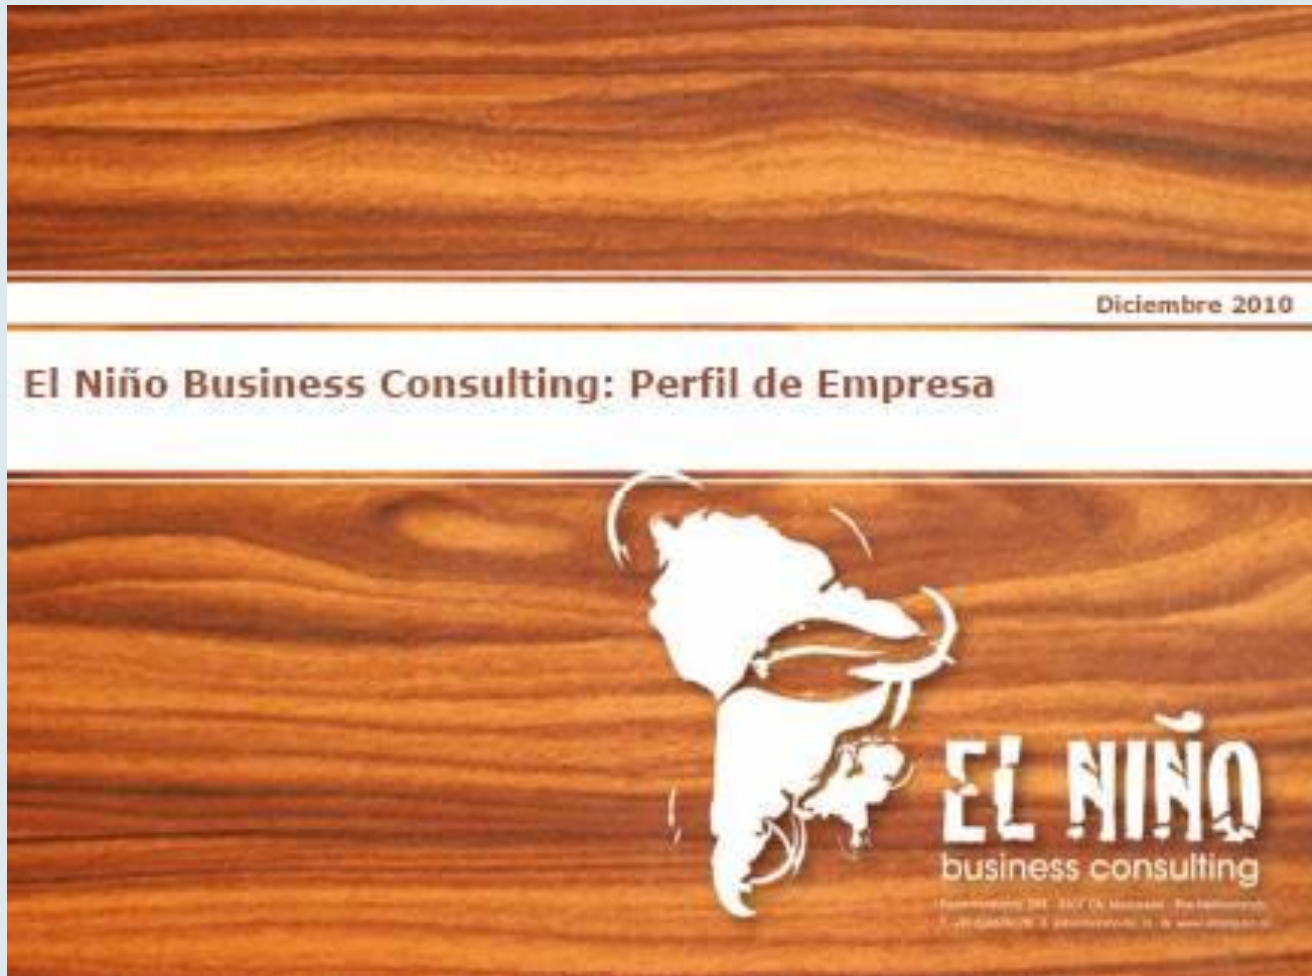 Diciembre 2010
El Niño Business Consulting: Perfil de Empresa
EL NIÑO
business consulting